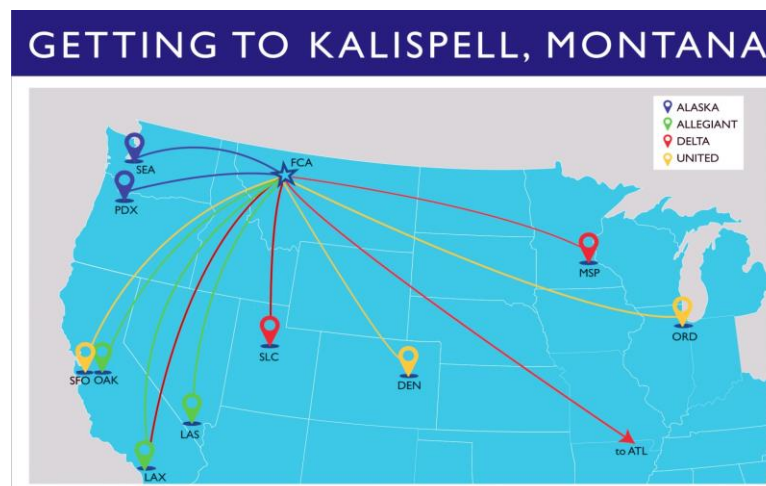 GETTING TO KALISPELL, MONTANA
ALASKA
ALLEGIANT
DELTA
UNITED
FCA
SEA
PDX
MSP
ORD
SLC
SFO OAK
DEN
LAS
to ATL
LAX